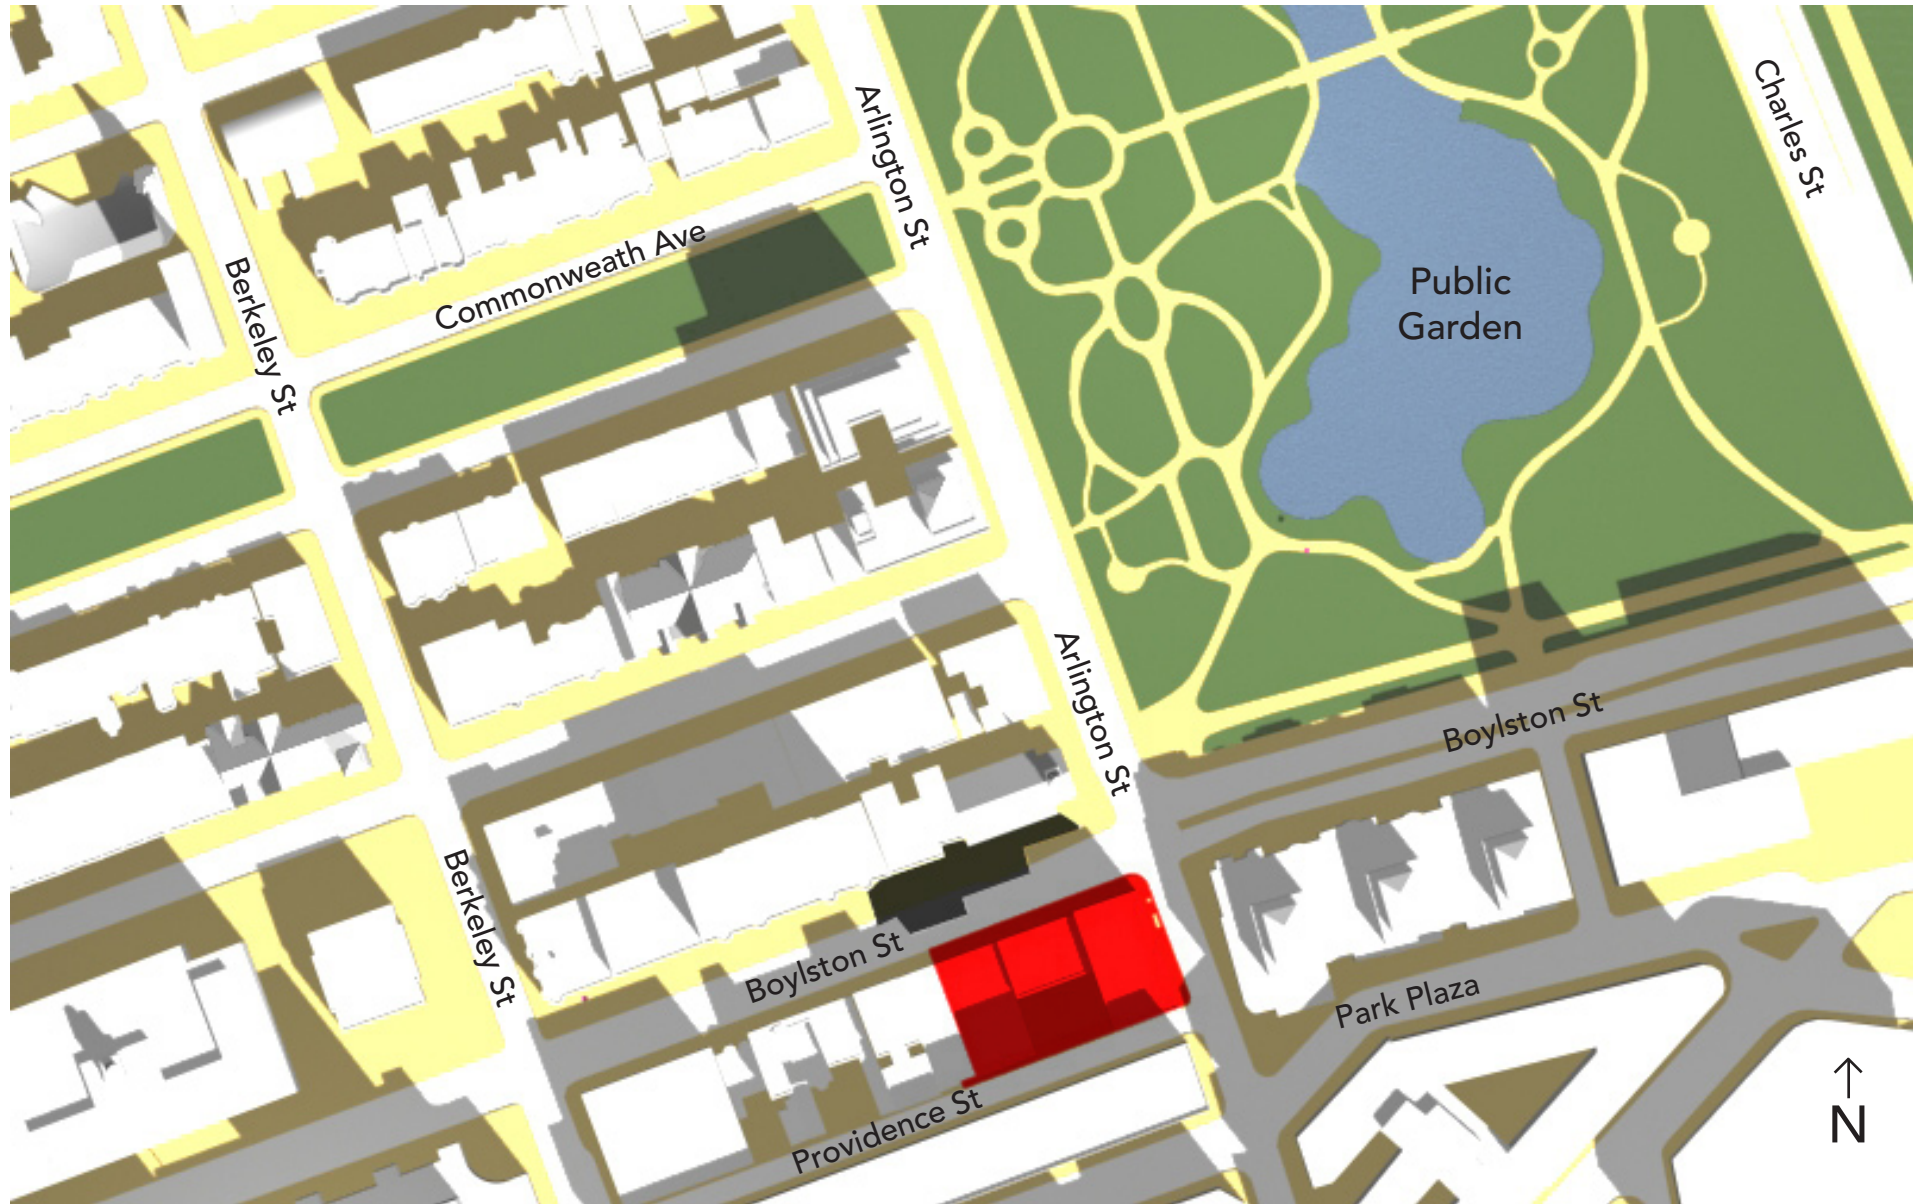 Arlington St
Charles St
Berkeley St
Commonweath Ave
Public
Garden
Arlington St
Boylston St
Berkeley St
Boylston St
Park Plaza
Providence St
N